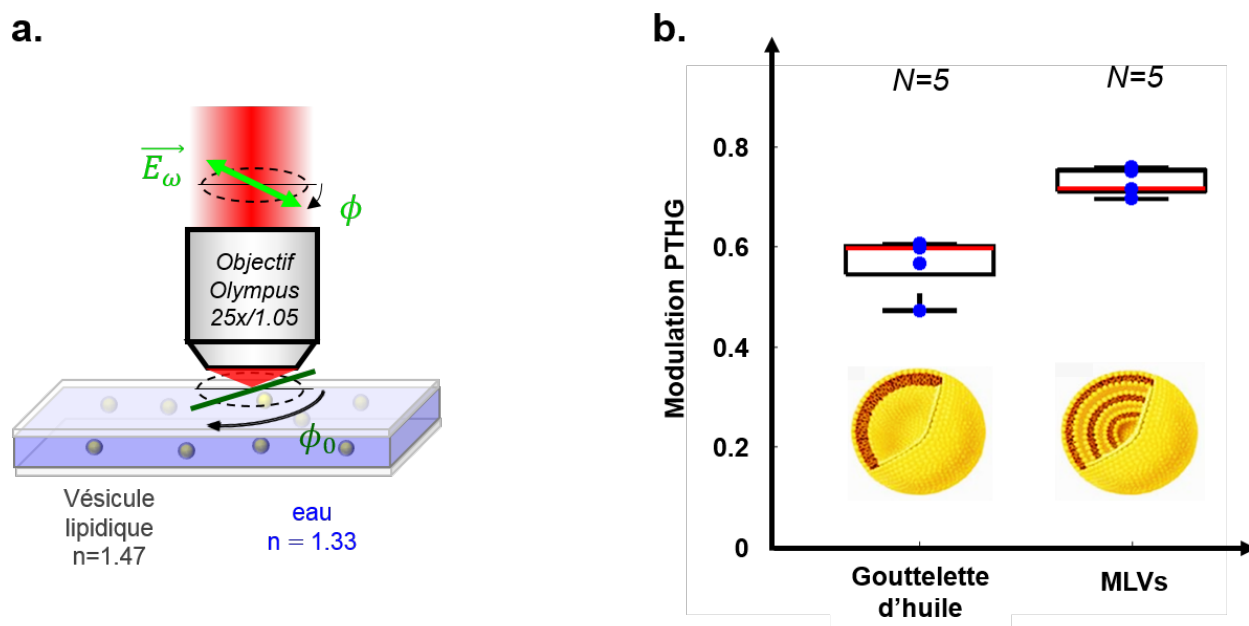 a.
E_ω
ϕ
Objectif
Olympus
25x/1.05
ϕ_0
Vésicule
lipidique
n=1.47
eau
n = 1.33
b.
N=5
N=5
Modulation PTHG
0.8
0.6
0.4
0.2
0
Gouttelette
d’huile
MLVs